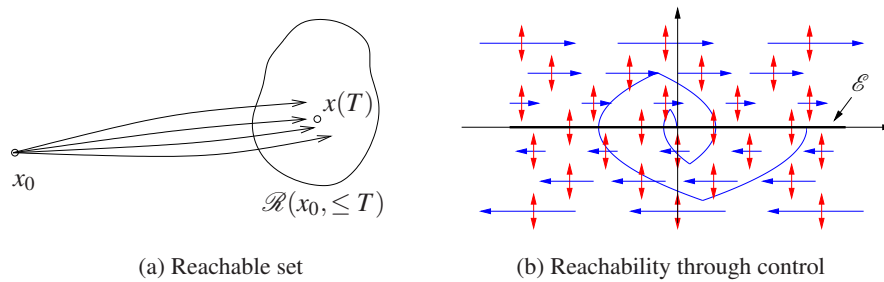 x(T)
x₀
ℛ(x₀, ≤ T)
ℰ
(a) Reachable set
(b) Reachability through control